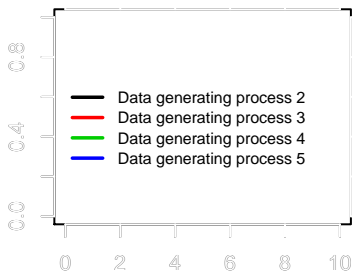 0.8
0.4
0.0
Data generating process 2
Data generating process 3
Data generating process 4
Data generating process 5
0 2 4 6 8 10